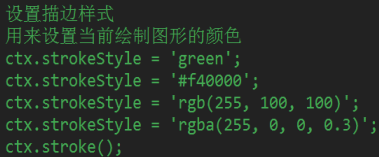 设置描边样式
用来设置当前绘制图形的颜色
ctx.strokeStyle = 'green';
ctx.strokeStyle = '#f40000';
ctx.strokeStyle = 'rgb(255, 100, 100)';
ctx.strokeStyle = 'rgba(255, 0, 0, 0.3)';
ctx.stroke();